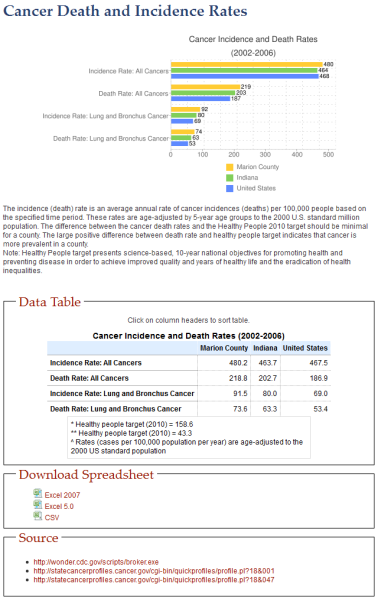 Cancer Death and Incidence Rates
Cancer Incidence and Death Rates
(2002-2006)
Incidence Rate: All Cancers
480
464
468
Death Rate: All Cancers
219
203
187
Incidence Rate: Lung and Bronchus Cancer
92
80
69
Death Rate: Lung and Bronchus Cancer
74
63
53
0 100 200 300 400 500
Marion County
Indiana
United States
The incidence (death) rate is an average annual rate of cancer incidences (deaths) per 100,000 people based on
the specified time period. These rates are age-adjusted by 5-year age groups to the 2000 U.S. standard million
population. The difference between the cancer death rates and the Healthy People 2010 target should be minimal
for a county. The large positive difference between death rate and healthy people target indicates that cancer is
more prevalent in a county.
Note: Healthy People target presents science-based, 10-year national objectives for promoting health and
preventing disease in order to achieve improved quality and years of healthy life and the eradication of health
inequalities.
Data Table
Click on column headers to sort table.
Cancer Incidence and Death Rates (2002-2006)
Marion County Indiana United States
Incidence Rate: All Cancers 480.2 463.7 467.5
Death Rate: All Cancers 218.8 202.7 186.9
Incidence Rate: Lung and Bronchus Cancer 91.5 80.0 69.0
Death Rate: Lung and Bronchus Cancer 73.6 63.3 53.4
* Healthy people target (2010) = 158.6
** Healthy people target (2010) = 43.3
^ Rates (cases per 100,000 population per year) are age-adjusted to the
2000 US standard population
Download Spreadsheet
Excel 2007
Excel 5.0
CSV
Source
http://wonder.cdc.gov/scripts/broker.exe
http://statecancerprofiles.cancer.gov/cgi-bin/quickprofiles/profile.pl?18&001
http://statecancerprofiles.cancer.gov/cgi-bin/quickprofiles/profile.pl?18&047